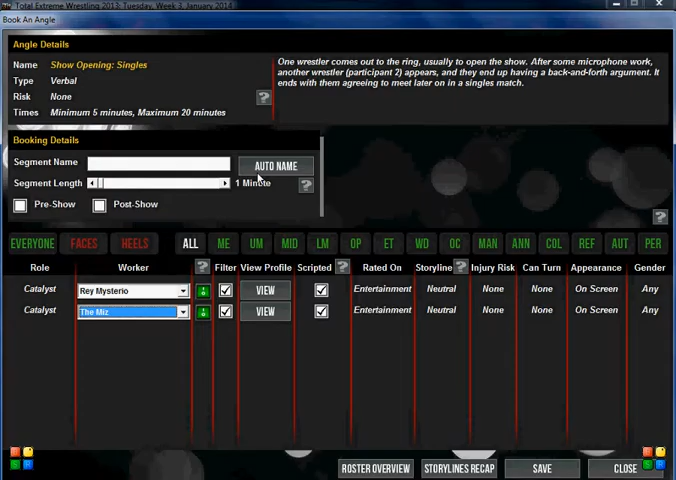 Total Extreme Wrestling 2013: Tuesday, Week 3, January 2014
Book An Angle
Angle Details
Name Show Opening: Singles
Type Verbal
Risk None
Times Minimum 5 minutes, Maximum 20 minutes
?
One wrestler comes out to the ring, usually to open the show. After some microphone work,
another wrestler (participant 2) appears, and they end up having a back-and-forth argument. It
ends with them agreeing to meet later on in a singles match.
Booking Details
Segment Name AUTO NAME
Segment Length 1 Minute ?
Pre-Show Post-Show
?
EVERYONE FACES HEELS ALL ME UM MID LM OP ET WD OC MAN ANN COL REF AUT PER
Role Worker ? Filter View Profile Scripted ? Rated On Storyline ? Injury Risk Can Turn Appearance Gender
Catalyst Rey Mysterio VIEW Entertainment Neutral None None On Screen Any
Catalyst The Miz VIEW Entertainment Neutral None None On Screen Any
ROSTER OVERVIEW STORYLINES RECAP SAVE CLOSE